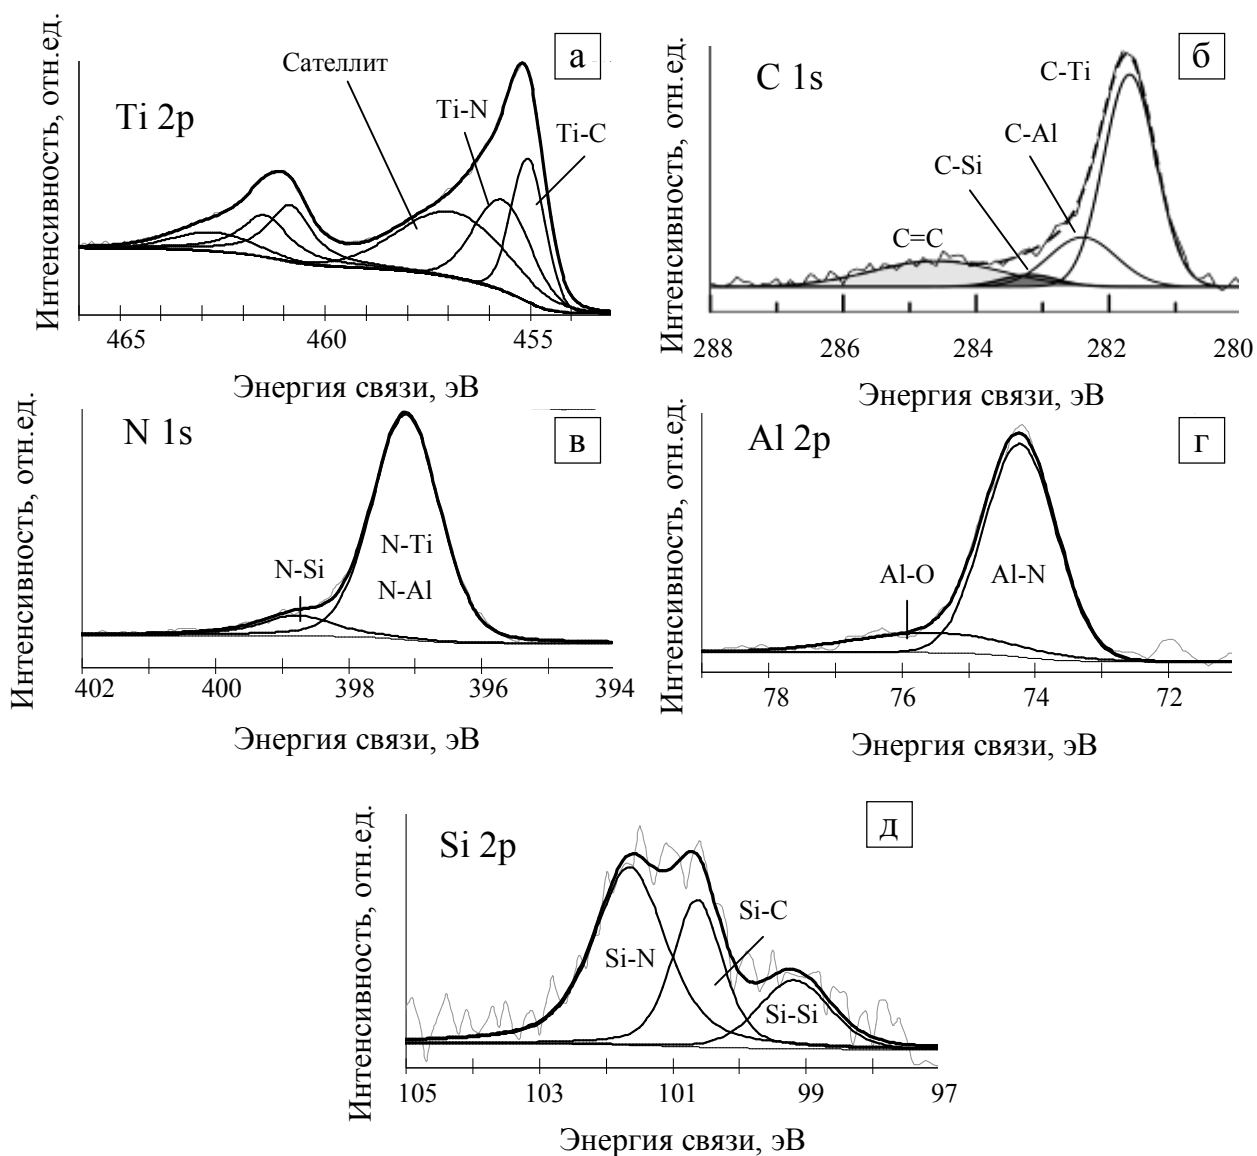 а
Сателлит
Ti 2p
Ti-N
Ti-C
Интенсивность, отн.ед.
465
460
455
Энергия связи, эВ
б
C 1s
C-Ti
C-Al
C-Si
C=C
Интенсивность, отн.ед.
288
286
284
282
280
Энергия связи, эВ
в
N 1s
N-Si
N-Ti
N-Al
Интенсивность, отн.ед.
402
400
398
396
394
Энергия связи, эВ
г
Al 2p
Al-O
Al-N
Интенсивность, отн.ед.
78
76
74
72
Энергия связи, эВ
д
Si 2p
Si-C
Si-N
Si-Si
Интенсивность, отн.ед.
105
103
101
99
97
Энергия связи, эВ